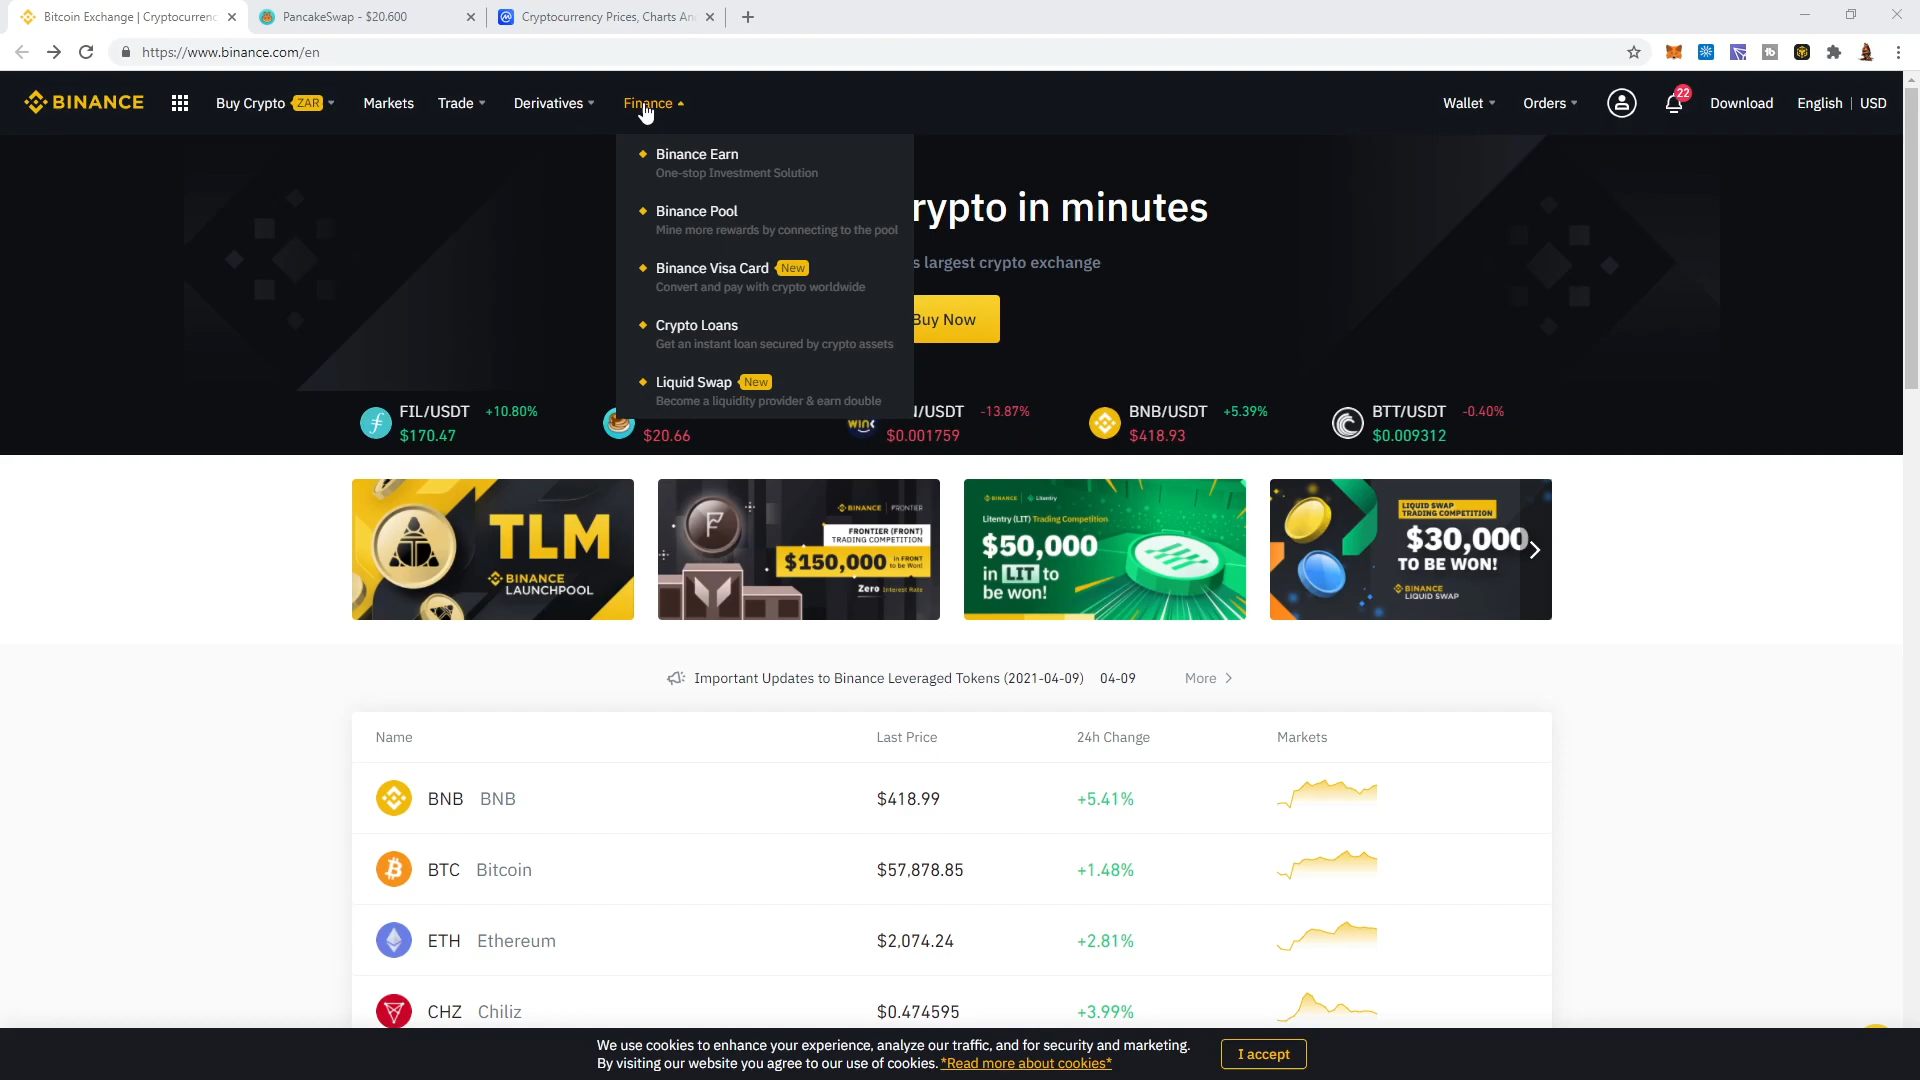 Bitcoin Exchange | Cryptocurrenc
PancakeSwap - $20.600
Cryptocurrency Prices, Charts An
https://www.binance.com/en
BINANCE
Buy Crypto ZAR
Markets
Trade
Derivatives
Finance
Wallet
Orders
22
Download
English | USD
Binance Earn
One-stop Investment Solution
Binance Pool
Mine more rewards by connecting to the pool
Binance Visa Card New
Convert and pay with crypto worldwide
Crypto Loans
Get an instant loan secured by crypto assets
Liquid Swap New
Become a liquidity provider & earn double
rypto in minutes
s largest crypto exchange
Buy Now
FIL/USDT +10.80%
$170.47
$20.66
WIN
/USDT -13.87%
$0.001759
BNB/USDT +5.39%
$418.93
BTT/USDT -0.40%
$0.009312
TLM
BINANCE
LAUNCHPOOL
BINANCE | FRONTIER
FRONTIER (FRONT)
TRADING COMPETITION
$150,000 in FRONT
to be Won!
Zero Interest Rate
BINANCE | Litentry
Litentry (LIT) Trading Competition
$50,000
in LIT to
be won!
LIQUID SWAP
TRADING COMPETITION
$30,000
TO BE WON!
BINANCE
LIQUID SWAP
Important Updates to Binance Leveraged Tokens (2021-04-09) 04-09
More
Name
Last Price
24h Change
Markets
BNB BNB
$418.99
+5.41%
BTC Bitcoin
$57,878.85
+1.48%
ETH Ethereum
$2,074.24
+2.81%
CHZ Chiliz
$0.474595
+3.99%
We use cookies to enhance your experience, analyze our traffic, and for security and marketing.
By visiting our website you agree to our use of cookies. *Read more about cookies*
I accept